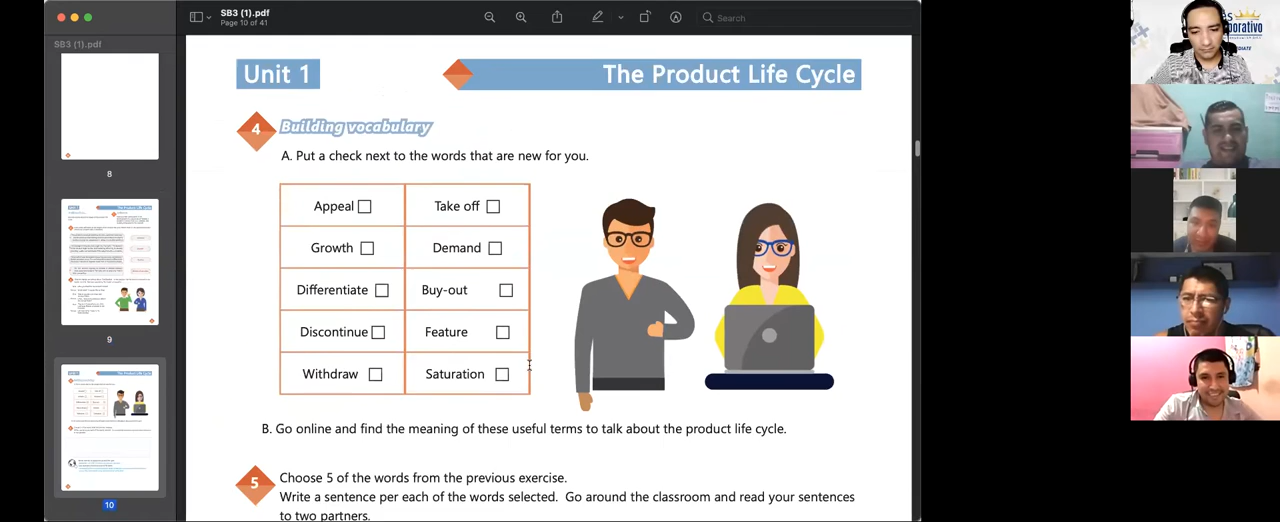 SB3 (1).pdf
Page 10 of 41
Search
SB3 (1).pdf
8
9
10
Unit 1
The Product Life Cycle
4
Building vocabulary
A. Put a check next to the words that are new for you.
Appeal
Take off
Growth
Demand
Differentiate
Buy-outs
Discontinue
Feature
Withdraw
Saturation
B. Go online and find the meaning of these useful terms to talk about the product life cycle.
5
Choose 5 of the words from the previous exercise.
Write a sentence per each of the words selected. Go around the classroom and read your sentences
to two partners.